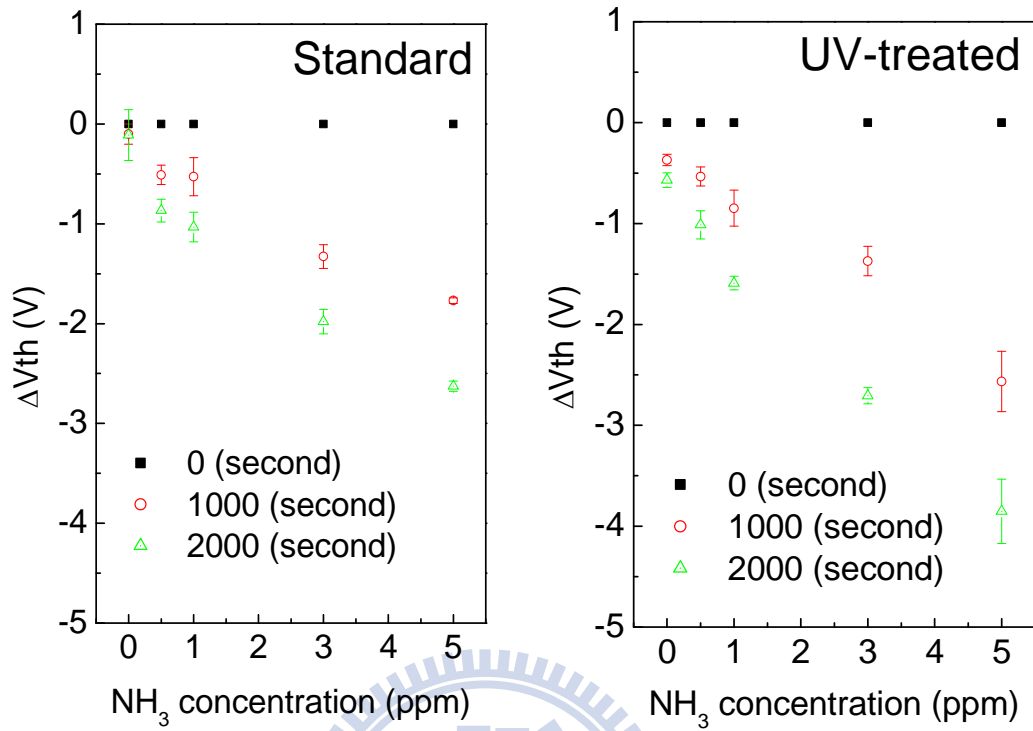 Standard
1
0
-1
-2
-3
-4
-5
ΔVth (V)
0 (second)
1000 (second)
2000 (second)
0 1 2 3 4 5
NH3 concentration (ppm)
UV-treated
1
0
-1
-2
-3
-4
-5
ΔVth (V)
0 (second)
1000 (second)
2000 (second)
0 1 2 3 4 5
NH3 concentration (ppm)